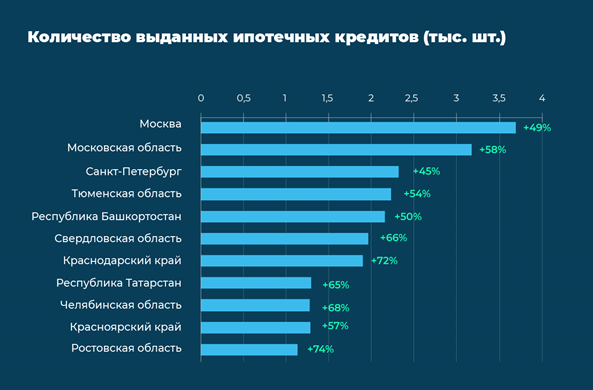 Количество выданных ипотечных кредитов (тыс. шт.)
0 0,5 1 1,5 2 2,5 3 3,5 4
Москва +49%
Московская область +58%
Санкт-Петербург +45%
Тюменская область +54%
Республика Башкортостан +50%
Свердловская область +66%
Краснодарский край +72%
Республика Татарстан +65%
Челябинская область +68%
Красноярский край +57%
Ростовская область +74%